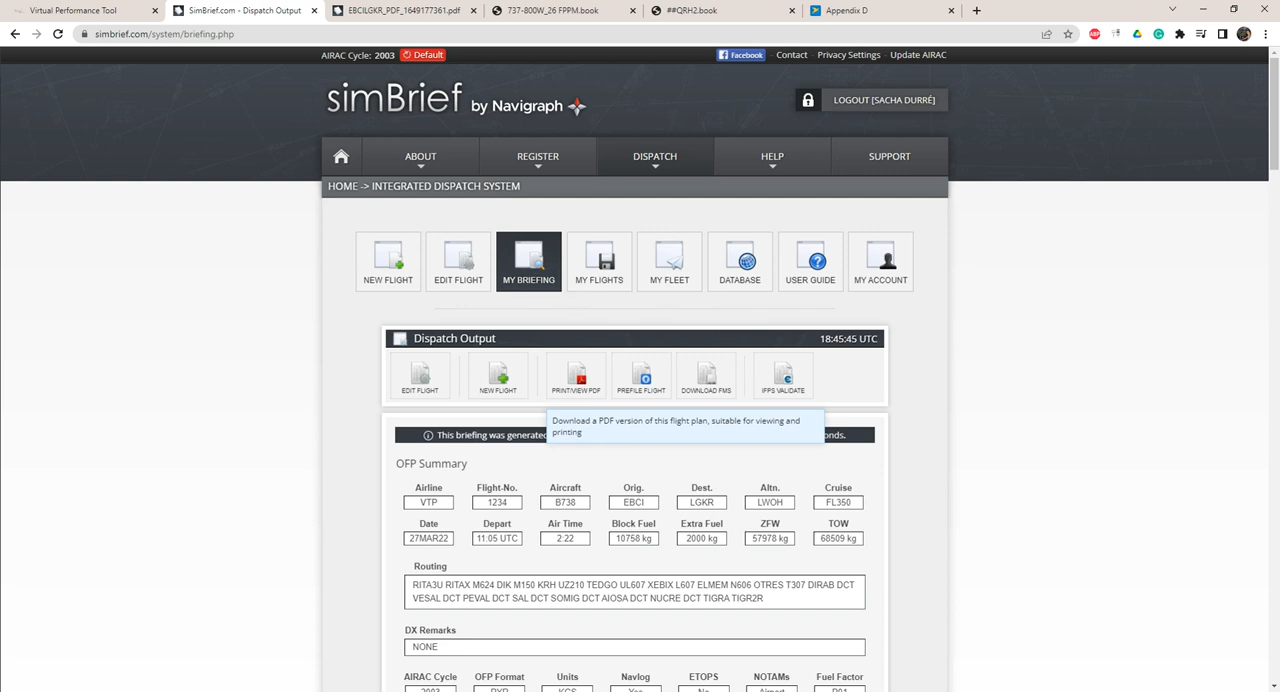 Virtual Performance Tool
SimBrief.com - Dispatch Output
EBCILGKR_PDF_1649177361.pdf
737-800W_26 FPPM.book
##QRH2.book
Appendix D
simbrief.com/system/briefing.php
AIRAC Cycle: 2003 Default
Facebook Contact Privacy Settings Update AIRAC
simBrief by Navigraph
LOGOUT [SACHA DURRÉ]
ABOUT REGISTER DISPATCH HELP SUPPORT
HOME -> INTEGRATED DISPATCH SYSTEM
NEW FLIGHT EDIT FLIGHT MY BRIEFING MY FLIGHTS MY FLEET DATABASE USER GUIDE MY ACCOUNT
Dispatch Output 18:45:45 UTC
EDIT FLIGHT NEW FLIGHT PRINT/VIEW PDF PREFILE FLIGHT DOWNLOAD FMS IFPS VALIDATE
Download a PDF version of this flight plan, suitable for viewing and
printing
This briefing was generated onds.
OFP Summary
Airline Flight-No. Aircraft Orig. Dest. Altn. Cruise
VTP 1234 B738 EBCI LGKR LWOH FL350
Date Depart Air Time Block Fuel Extra Fuel ZFW TOW
27MAR22 11:05 UTC 2:22 10758 kg 2000 kg 57978 kg 68509 kg
Routing
RITA3U RITAX M624 DIK M150 KRH UZ210 TEDGO UL607 XEBIX L607 ELMEM N606 OTRES T307 DIRAB DCT
VESAL DCT PEVAL DCT SAL DCT SOMIG DCT AIOSA DCT NUCRE DCT TIGRA TIGR2R
DX Remarks
NONE
AIRAC Cycle OFP Format Units Navlog ETOPS NOTAMs Fuel Factor
2003 RYR KGS Yes No Airport P01